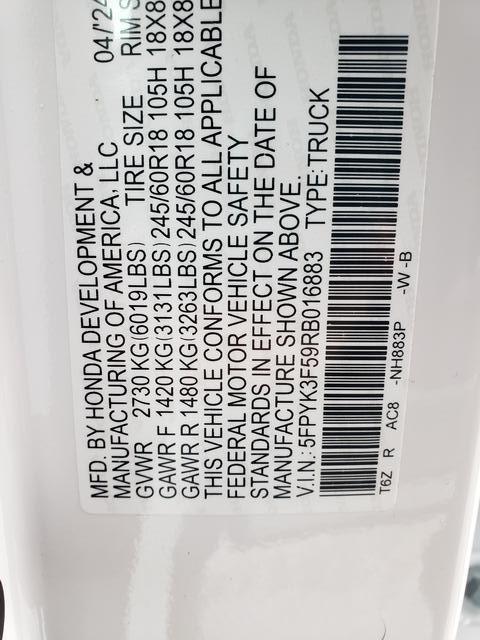 MFD. BY HONDA DEVELOPMENT & 04/24
MANUFACTURING OF AMERICA, LLC
GVWR 2730 KG(6019LBS) TIRE SIZE RIM S
GAWR F 1420 KG(3131LBS) 245/60R18 105H 18X8
GAWR R 1480 KG(3263LBS) 245/60R18 105H 18X8
THIS VEHICLE CONFORMS TO ALL APPLICABLE
FEDERAL MOTOR VEHICLE SAFETY
STANDARDS IN EFFECT ON THE DATE OF
MANUFACTURE SHOWN ABOVE.
V.I.N.: 5FPYK3F59RB016883 TYPE: TRUCK
T6Z R AC8 -NH883P -W -B